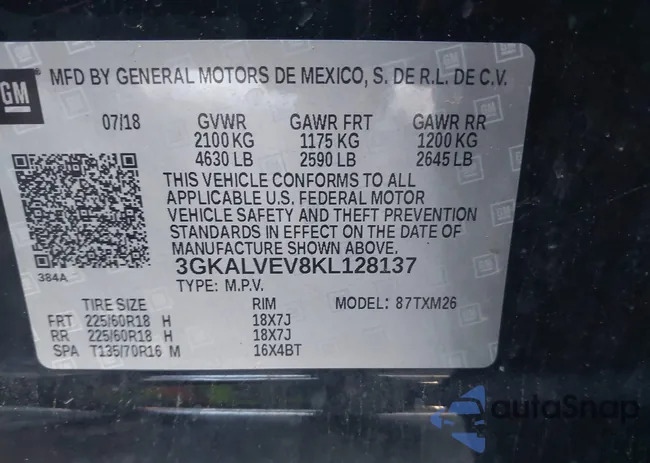 GM
MFD BY GENERAL MOTORS DE MEXICO, S. DE R.L. DE C.V.
07/18 GVWR GAWR FRT GAWR RR
2100 KG 1175 KG 1200 KG
4630 LB 2590 LB 2645 LB
THIS VEHICLE CONFORMS TO ALL
APPLICABLE U.S. FEDERAL MOTOR
VEHICLE SAFETY AND THEFT PREVENTION
STANDARDS IN EFFECT ON THE DATE OF
MANUFACTURE SHOWN ABOVE.
384A
3GKALVEV8KL128137
TYPE: M.P.V.
TIRE SIZE RIM MODEL: 87TXM26
FRT 225/60R18 H 18X7J
RR 225/60R18 H 18X7J
SPA T135/70R16 M 16X4BT
autoSnap